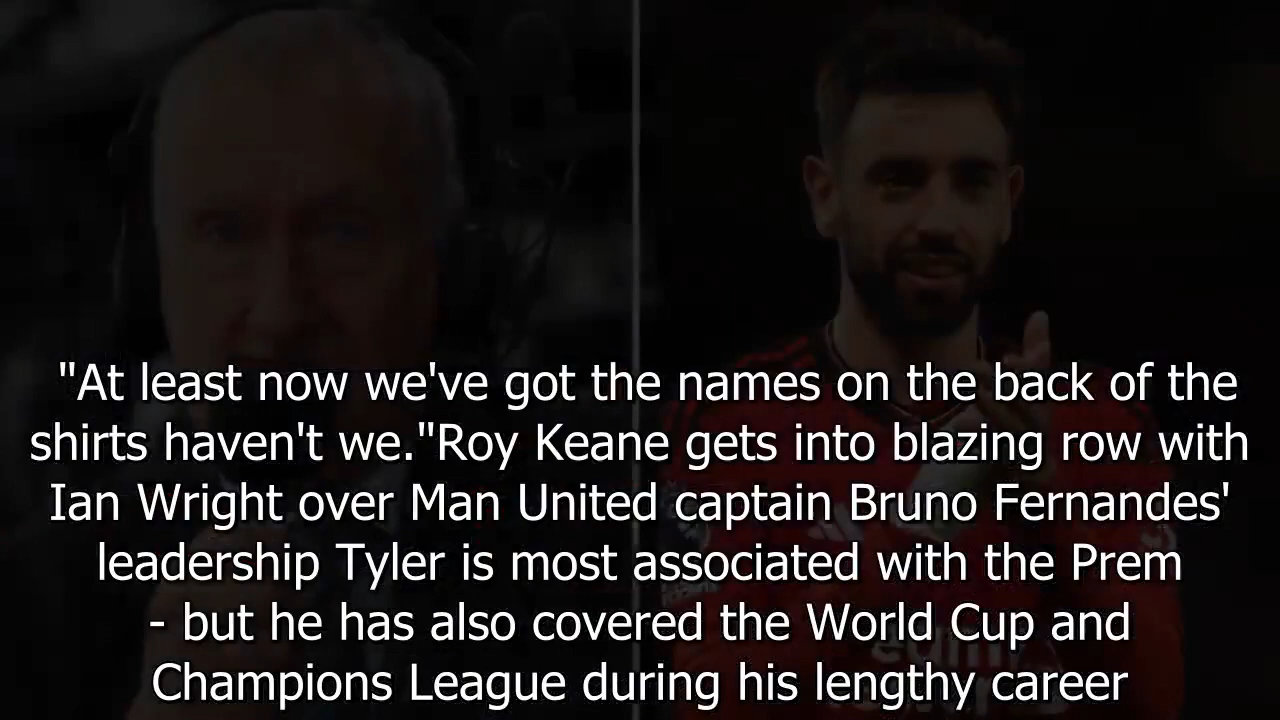 "At least now we've got the names on the back of the
shirts haven't we."Roy Keane gets into blazing row with
Ian Wright over Man United captain Bruno Fernandes'
leadership Tyler is most associated with the Prem
- but he has also covered the World Cup and
Champions League during his lengthy career